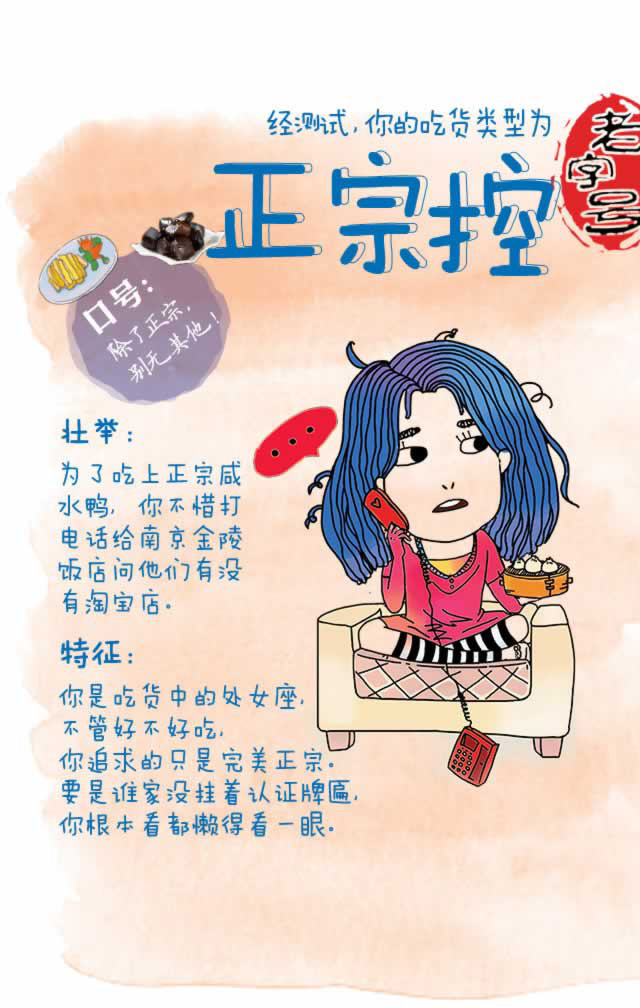 经测试，你的吃货类型为
正宗控
老字号
口号：
除了正宗，
别无其他！
壮举：
为了吃上正宗咸
水鸭，你不惜打
电话给南京金陵
饭店问他们有没
有淘宝店。
特征：
你是吃货中的处女座，
不管好不好吃，
你追求的只是完美正宗。
要是谁家没挂着认证牌匾，
你根本看都懒得看一眼。